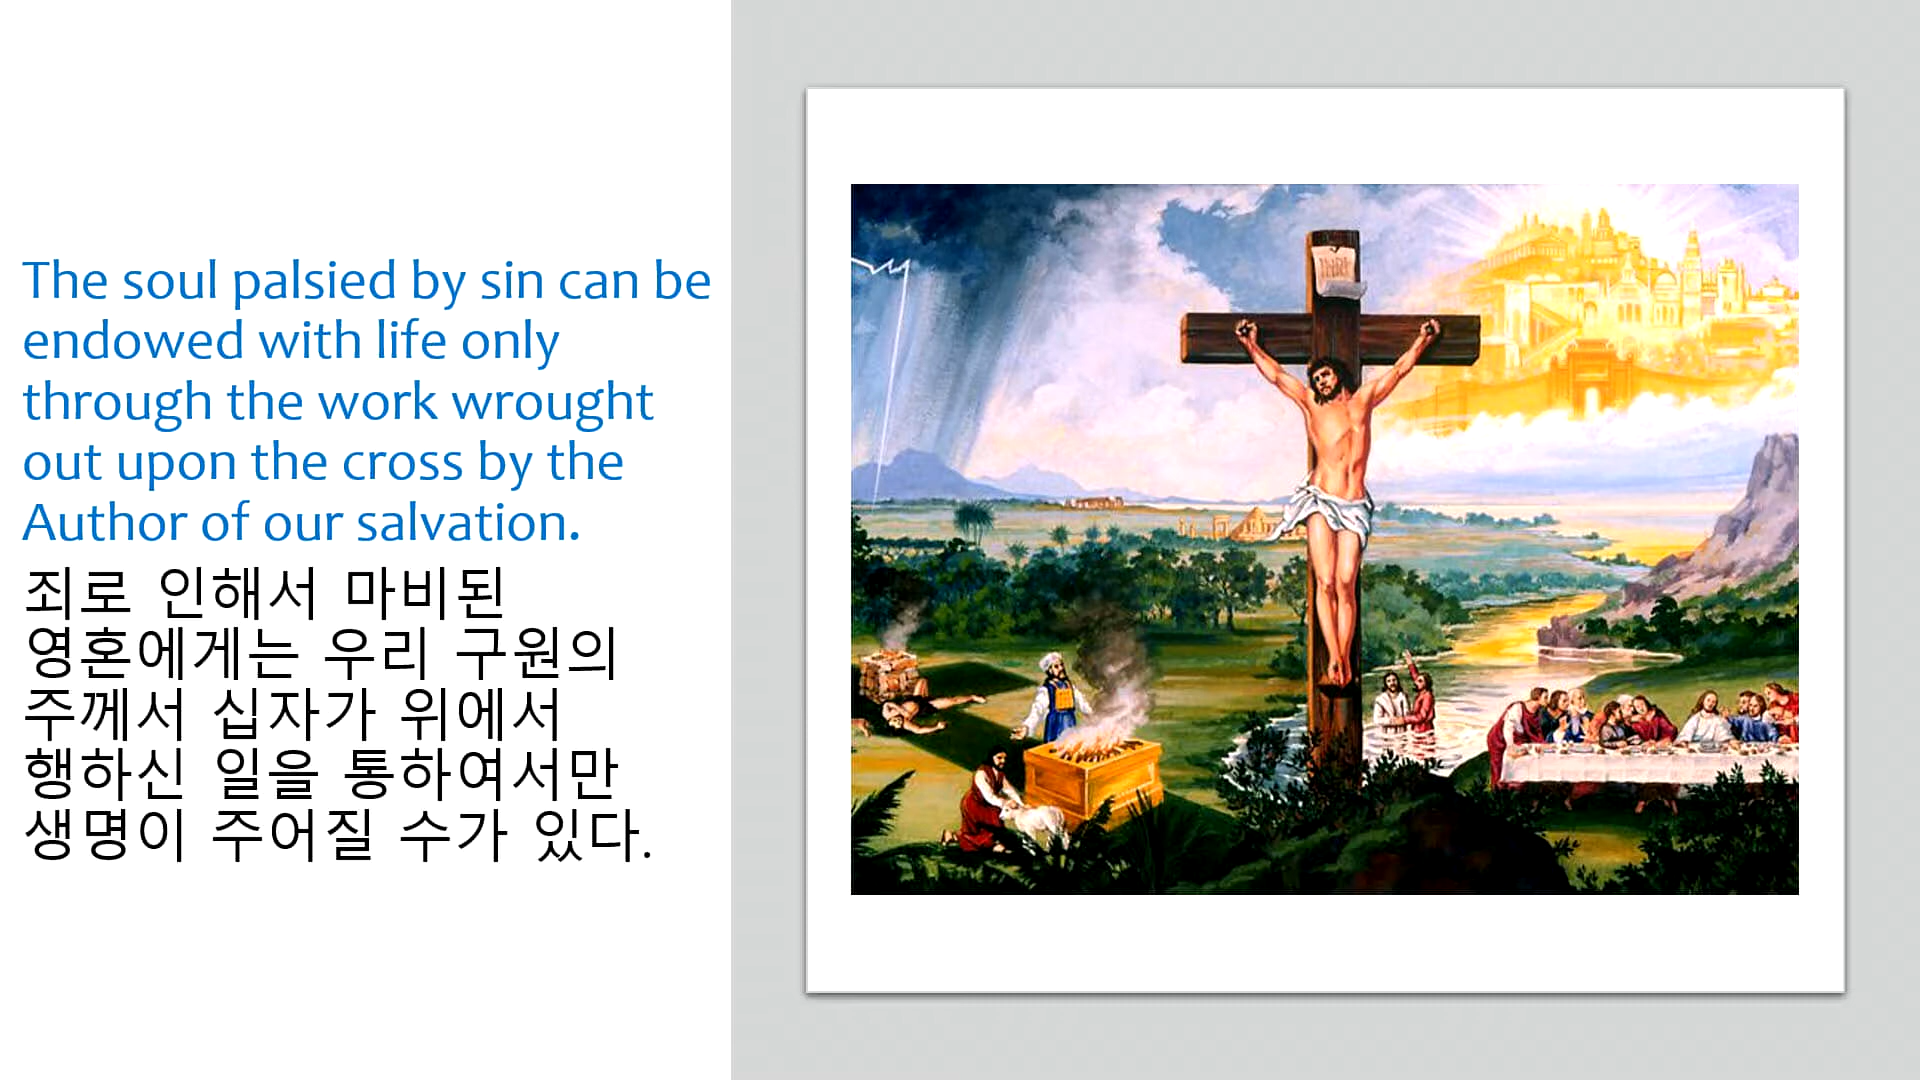 The soul palsied by sin can be
endowed with life only
through the work wrought
out upon the cross by the
Author of our salvation.
죄로 인해서 마비된
영혼에게는 우리 구원의
주께서 십자가 위에서
행하신 일을 통하여서만
생명이 주어질 수가 있다.
INRI